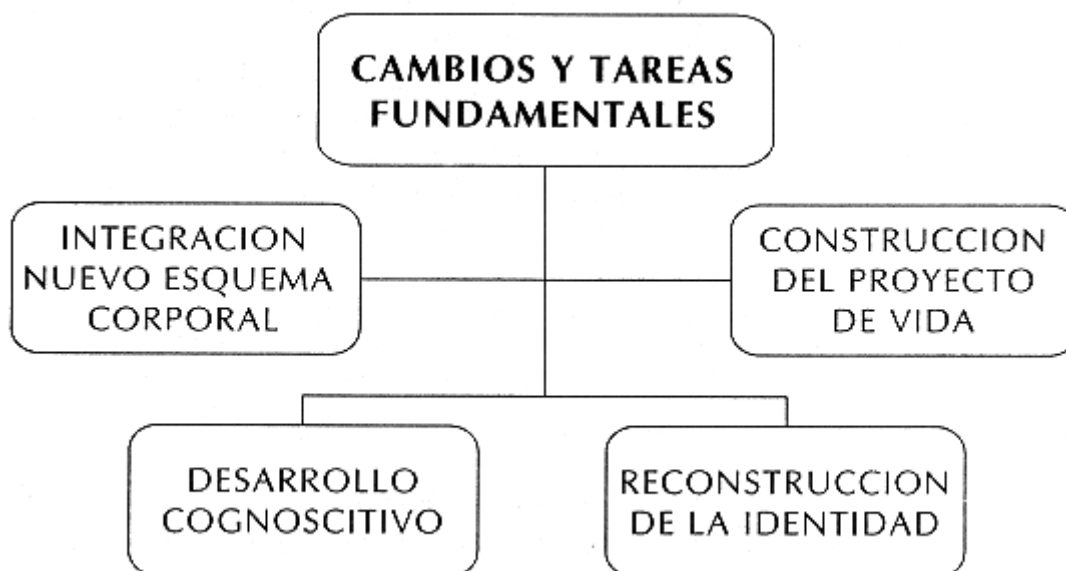 CAMBIOS Y TAREAS
FUNDAMENTALES
INTEGRACION
NUEVO ESQUEMA
CORPORAL
CONSTRUCCION
DEL PROYECTO
DE VIDA
DESARROLLO
COGNOSCITIVO
RECONSTRUCCION
DE LA IDENTIDAD